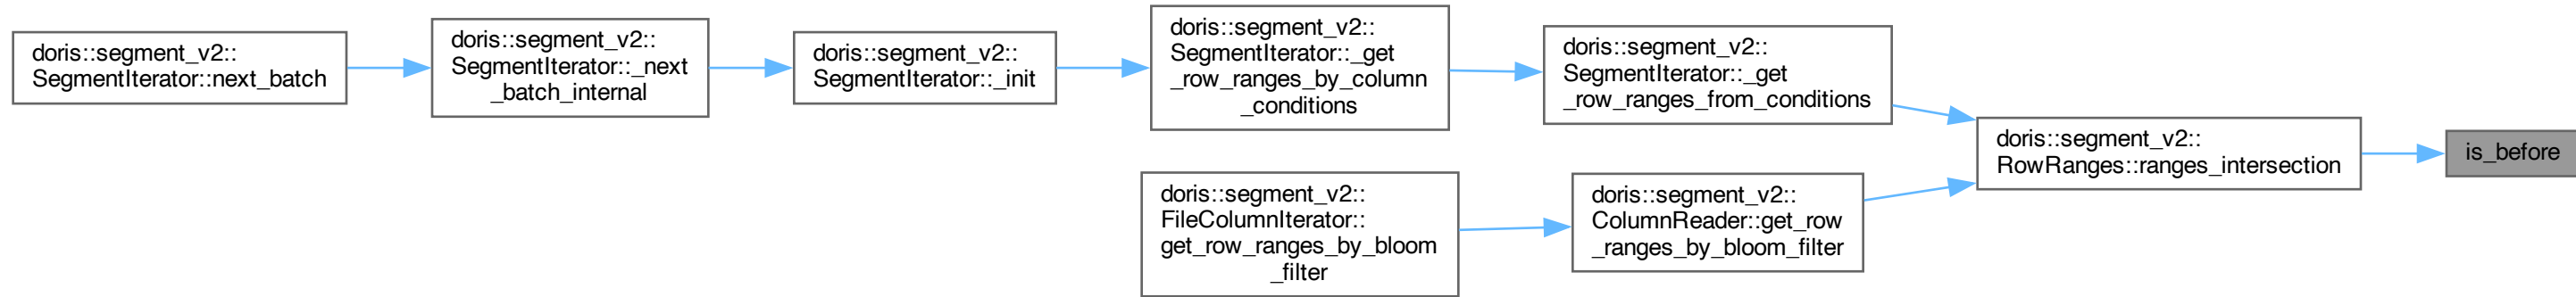 doris::segment_v2::
SegmentIterator::next_batch
doris::segment_v2::
SegmentIterator::_next
_batch_internal
doris::segment_v2::
SegmentIterator::_init
doris::segment_v2::
SegmentIterator::_get
_row_ranges_by_column
_conditions
doris::segment_v2::
SegmentIterator::_get
_row_ranges_from_conditions
doris::segment_v2::
RowRanges::ranges_intersection
is_before
doris::segment_v2::
FileColumnIterator::
get_row_ranges_by_bloom
_filter
doris::segment_v2::
ColumnReader::get_row
_ranges_by_bloom_filter